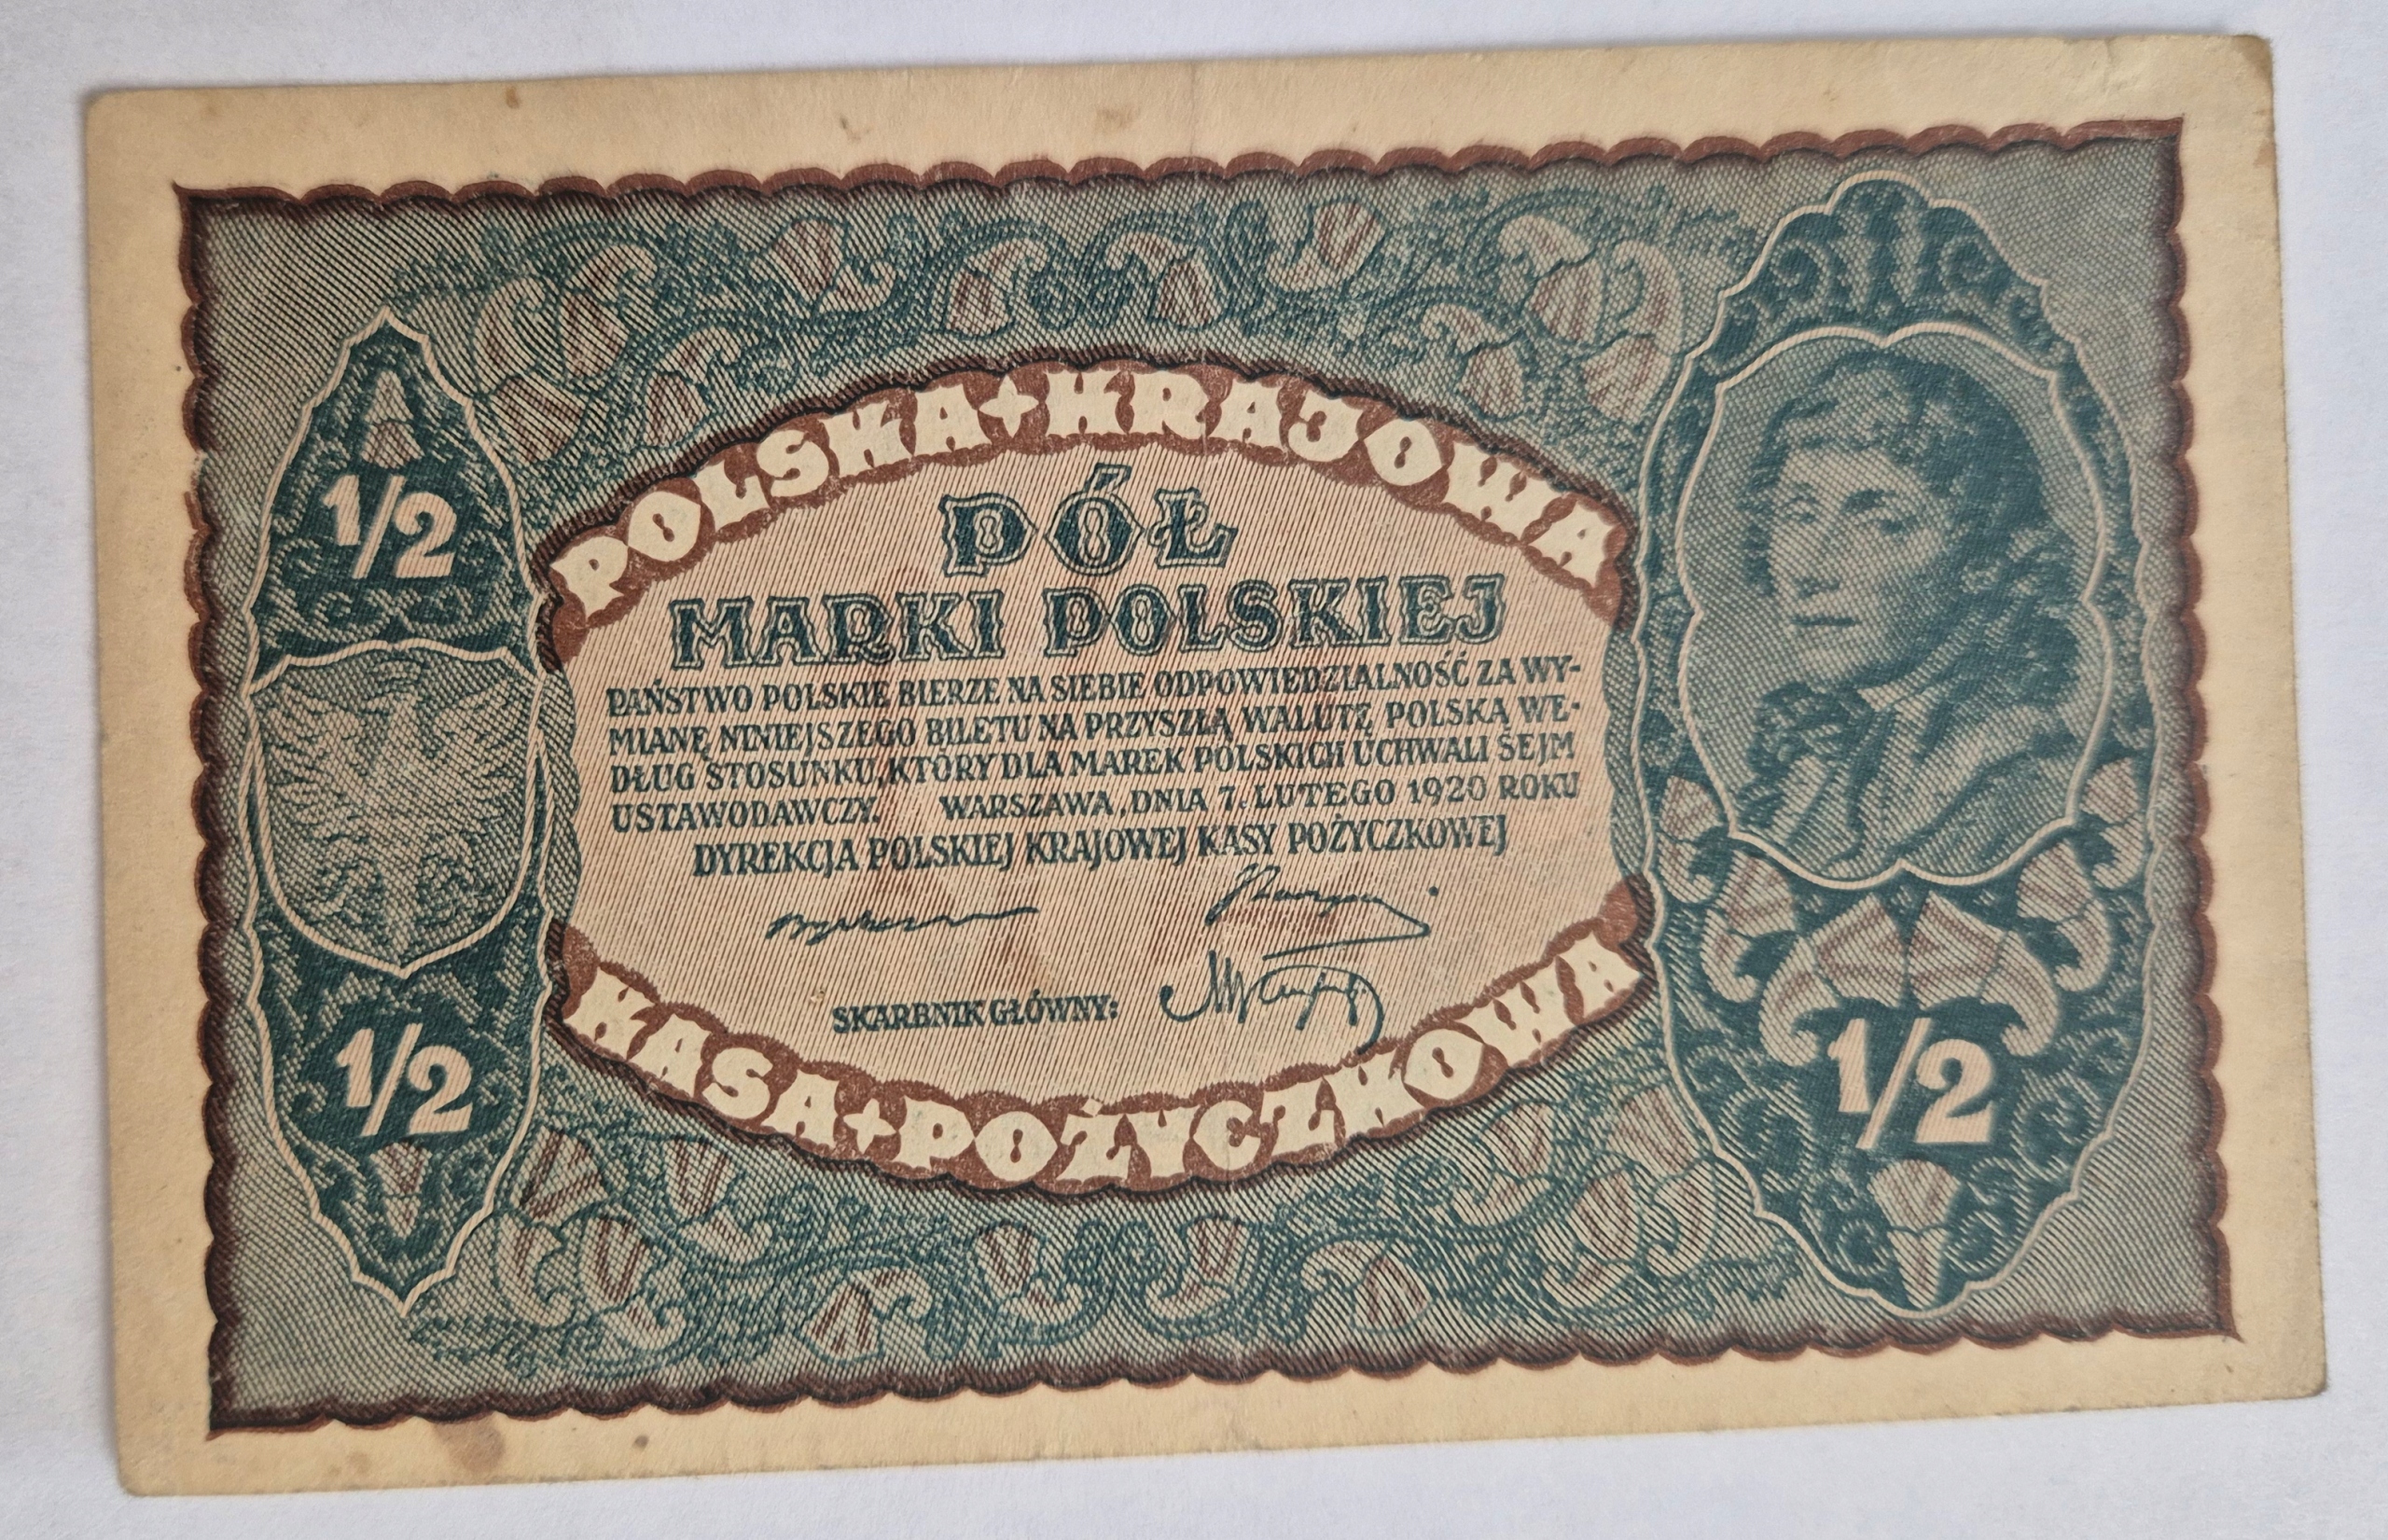 POLSKA + KRAJOWA
PÓŁ
MARKI POLSKIEJ
PAŃSTWO POLSKIE BIERZE NA SIEBIE ODPOWIEDZIALNOŚĆ ZA WY-
MIANĘ NINIEJSZEGO BILETU NA PRZYSZŁĄ WALUTĘ POLSKĄ WE-
DŁUG STOSUNKU, KTÓRY DLA MAREK POLSKICH UCHWALI SEJM
USTAWODAWCZY. WARSZAWA, DNIA 7. LUTEGO 1920 ROKU
DYREKCJA POLSKIEJ KRAJOWEJ KASY POŻYCZKOWEJ
SKARBNIK GŁÓWNY:
KASA + POŻYCZKOWA
1/2
1/2
1/2